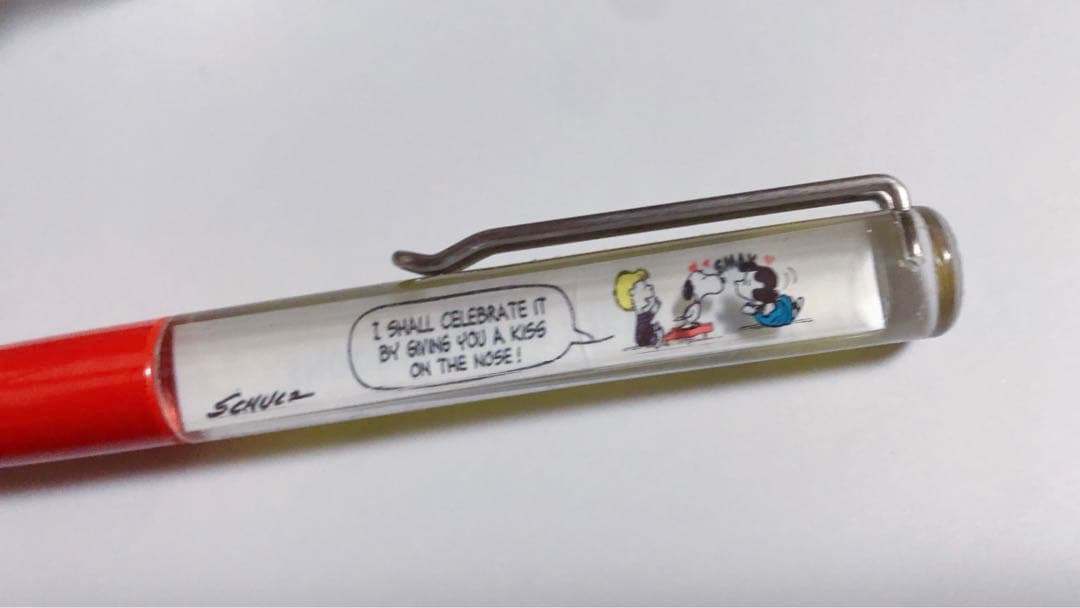 I SHALL CELEBRATE IT
BY GIVING YOU A KISS
ON THE NOSE!
SCHULZ
SMAK